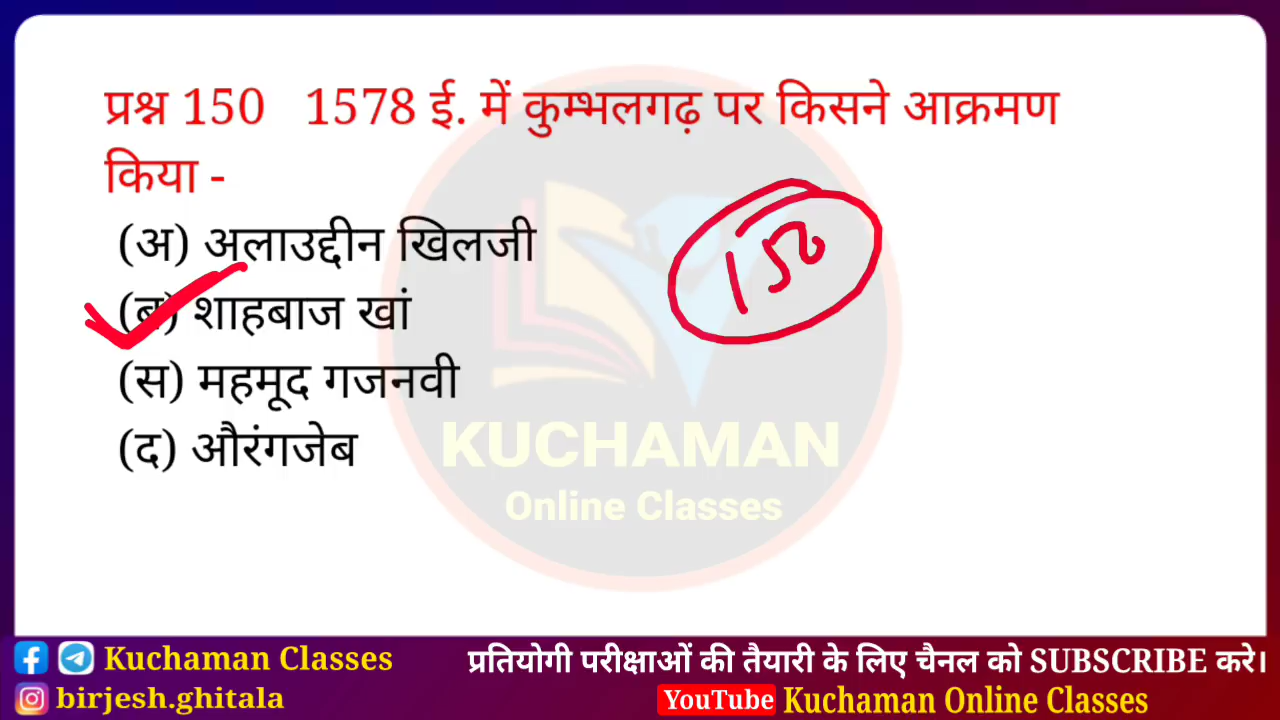 प्रश्न 150 1578 ई. में कुम्भलगढ़ पर किसने आक्रमण
किया -
(अ) अलाउद्दीन खिलजी
(ब) शाहबाज खां
(स) महमूद गजनवी
(द) औरंगजेब
150
KUCHAMAN
Online Classes
Kuchaman Classes
birjesh.ghitala
प्रतियोगी परीक्षाओं की तैयारी के लिए चैनल को SUBSCRIBE करे।
YouTube Kuchaman Online Classes